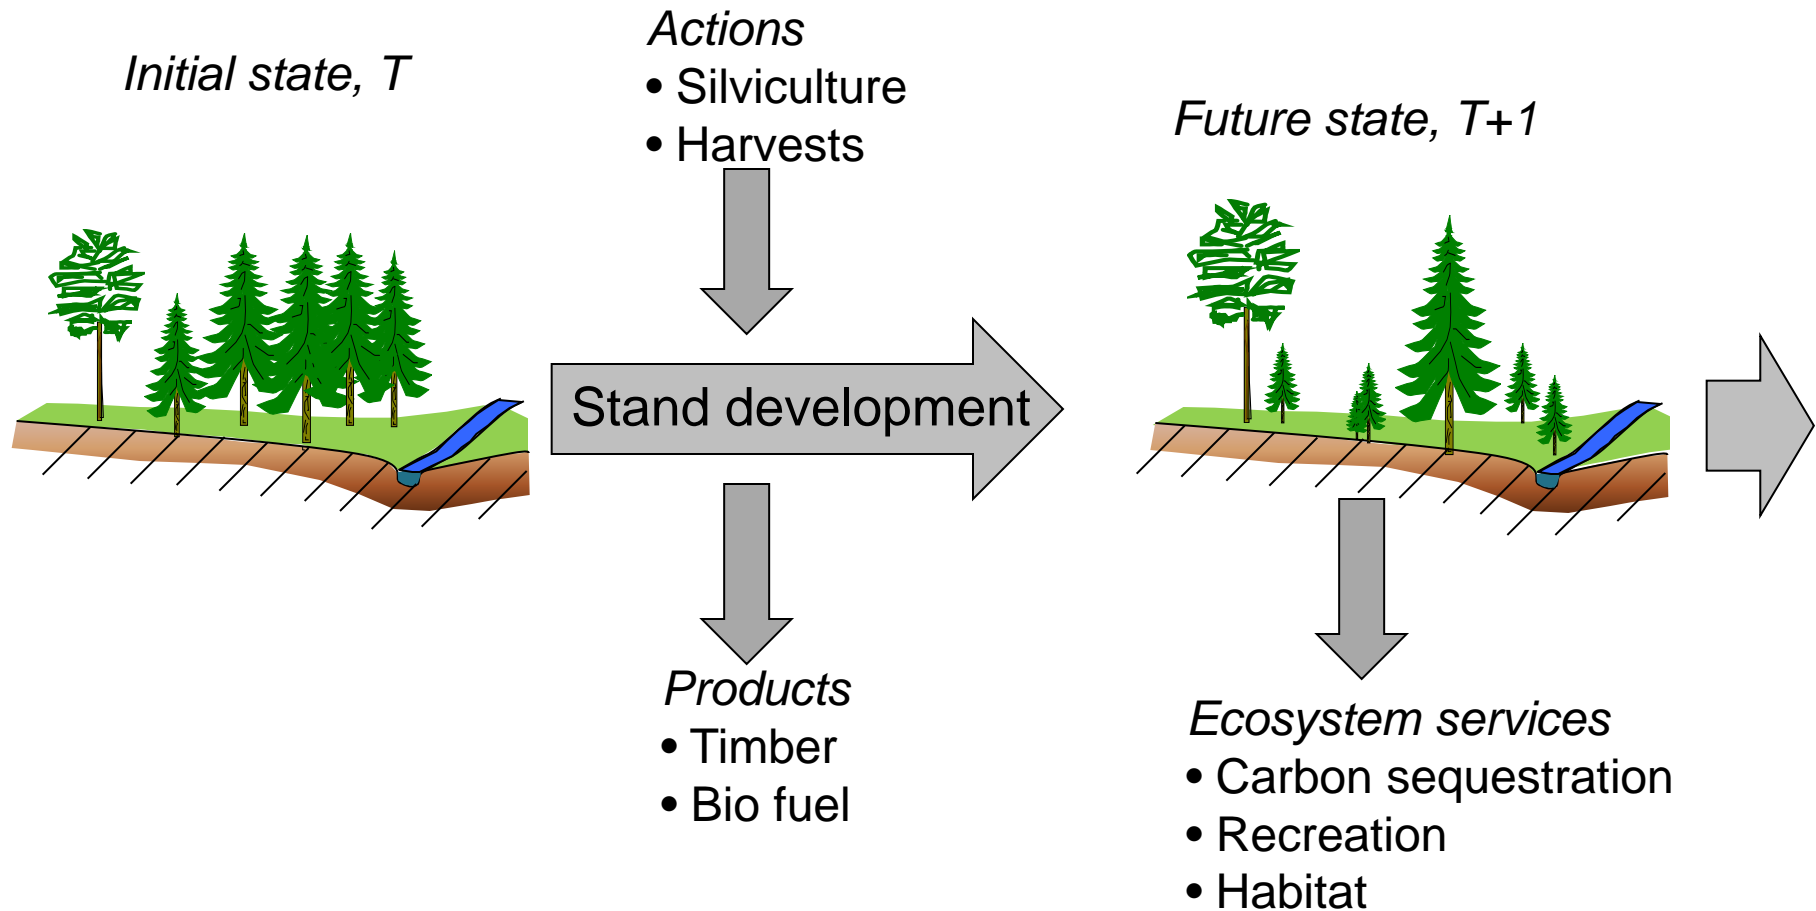 Initial state, T
Actions
• Silviculture
• Harvests
Future state, T+1
Stand development
Products
• Timber
• Bio fuel
Ecosystem services
• Carbon sequestration
• Recreation
• Habitat